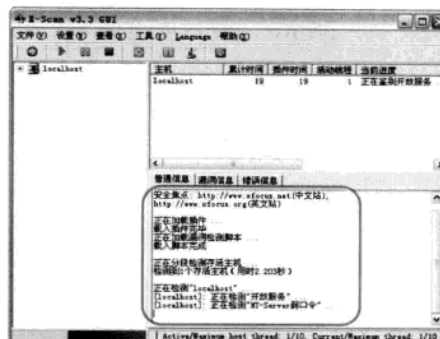 X-Scan v3.3 GUI
文件(V) 设置(W) 查看(X) 工具(Y) Language 帮助(Z)
localhost
主机 累计时间 插件时间 活动线程 当前进度
localhost 19 19 1 正在鉴别开放服务
普通信息 漏洞信息 错误信息
安全焦点: http://www.xfocus.net(中文站),
http://www.xfocus.org(英文站)
正在加载插件 ...
载入插件完毕
正在加载漏洞检测脚本 ...
载入脚本完成
正在分段检测存活主机 ...
检测到1个存活主机(用时2.203秒)
正在检测"localhost" ...
[localhost]: 正在检测"开放服务" ...
[localhost]: 正在检测"NT-Server弱口令" ...
Active/Maximum host thread: 1/10, Current/Maximum thread: 1/10